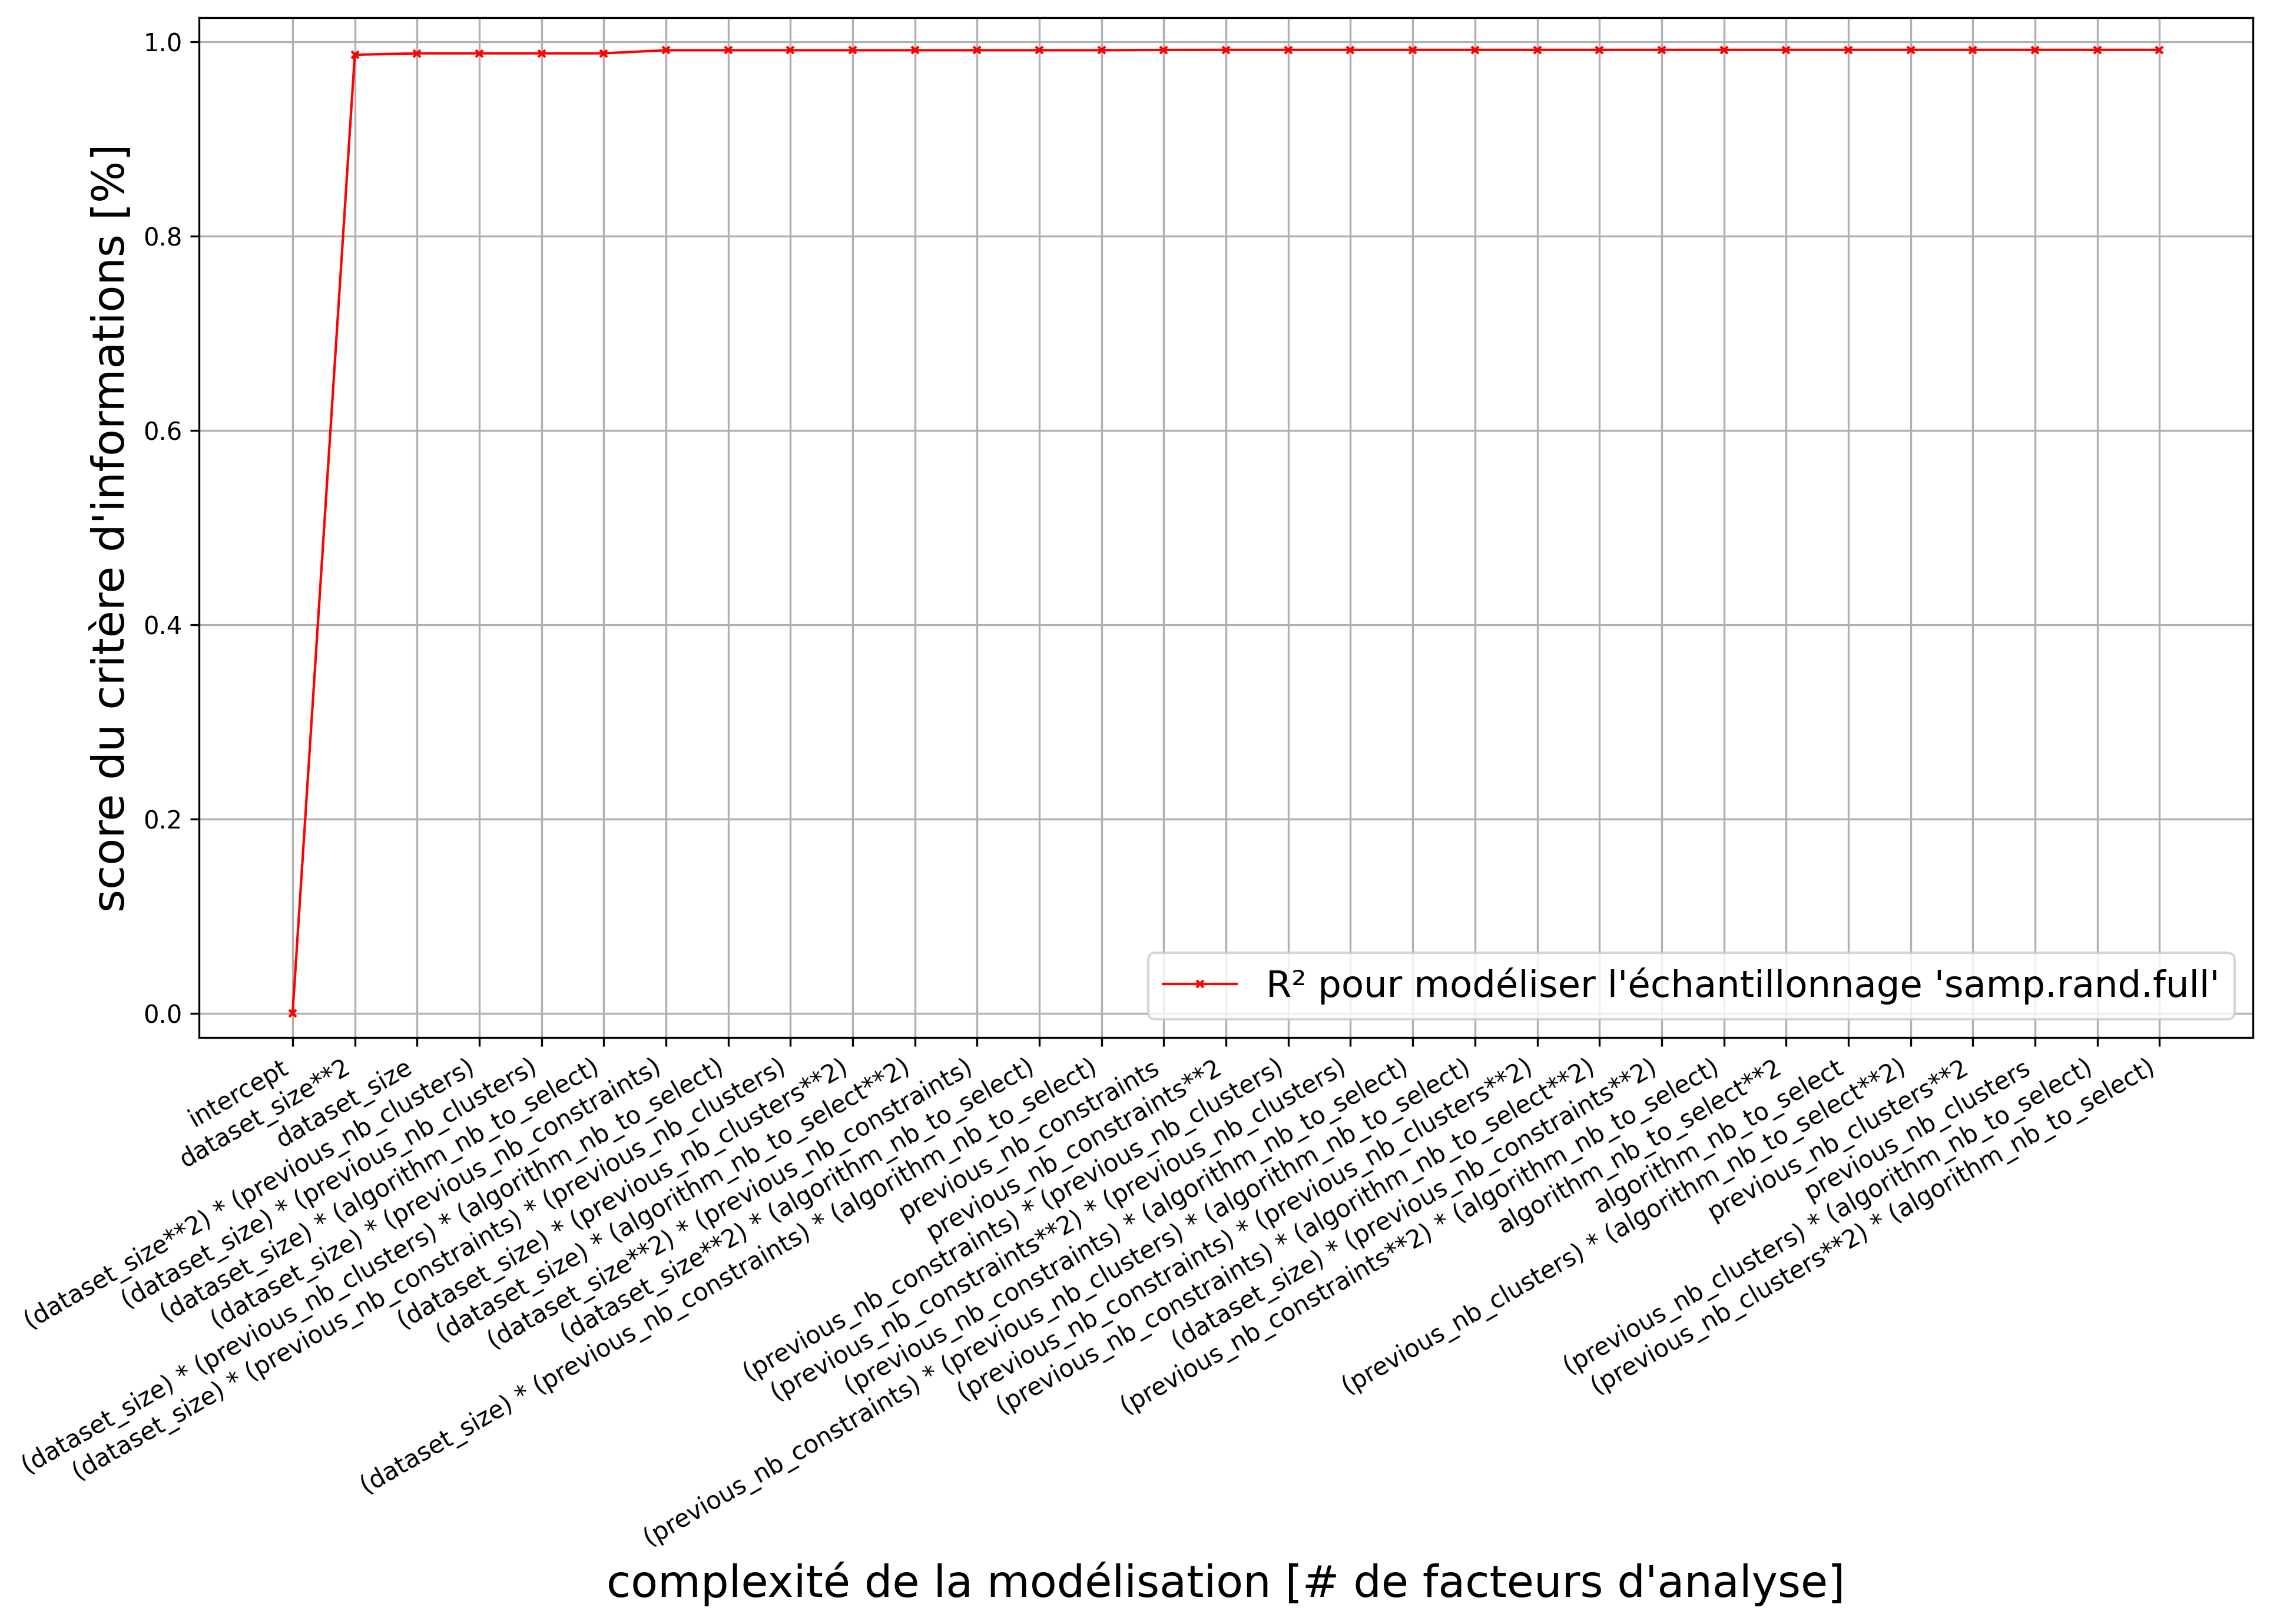 score du critère d'informations [%]
1.0
0.8
0.6
0.4
0.2
0.0
R² pour modéliser l'échantillonnage 'samp.rand.full'
intercept
dataset_size**2
dataset_size
(dataset_size**2) * (previous_nb_clusters)
(dataset_size) * (previous_nb_clusters)
(dataset_size) * (algorithm_nb_to_select)
(dataset_size) * (previous_nb_constraints)
(dataset_size) * (previous_nb_clusters) * (algorithm_nb_to_select)
(dataset_size) * (previous_nb_constraints) * (previous_nb_clusters)
(dataset_size) * (previous_nb_clusters**2)
(dataset_size) * (algorithm_nb_to_select**2)
(dataset_size**2) * (previous_nb_constraints)
(dataset_size**2) * (algorithm_nb_to_select)
(dataset_size) * (previous_nb_constraints) * (algorithm_nb_to_select)
previous_nb_constraints
previous_nb_constraints**2
(previous_nb_constraints) * (previous_nb_clusters)
(previous_nb_constraints**2) * (previous_nb_clusters)
(previous_nb_constraints) * (algorithm_nb_to_select)
(previous_nb_constraints) * (previous_nb_clusters) * (algorithm_nb_to_select)
(previous_nb_constraints) * (previous_nb_clusters**2)
(previous_nb_constraints) * (algorithm_nb_to_select**2)
(dataset_size) * (previous_nb_constraints**2)
(previous_nb_constraints**2) * (algorithm_nb_to_select)
algorithm_nb_to_select**2
algorithm_nb_to_select
(previous_nb_clusters) * (algorithm_nb_to_select**2)
previous_nb_clusters**2
previous_nb_clusters
(previous_nb_clusters) * (algorithm_nb_to_select)
(previous_nb_clusters**2) * (algorithm_nb_to_select)
complexité de la modélisation [# de facteurs d'analyse]